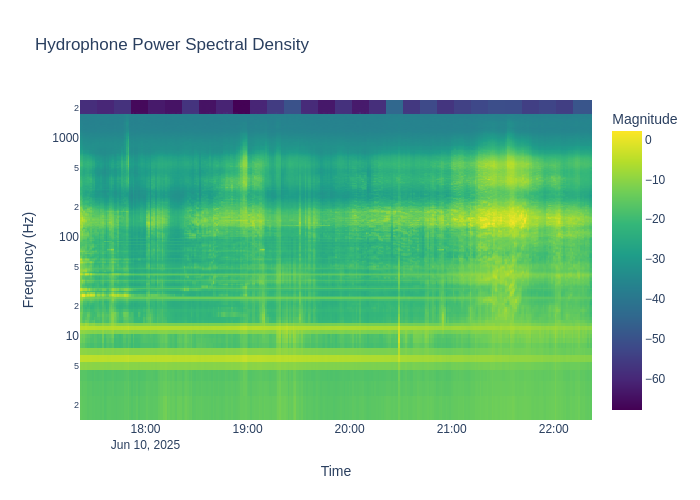 Hydrophone Power Spectral Density
Magnitude
2
1000
5
2
100
5
2
10
5
2
Frequency (Hz)
0
−10
−20
−30
−40
−50
−60
18:00 19:00 20:00 21:00 22:00
Jun 10, 2025
Time